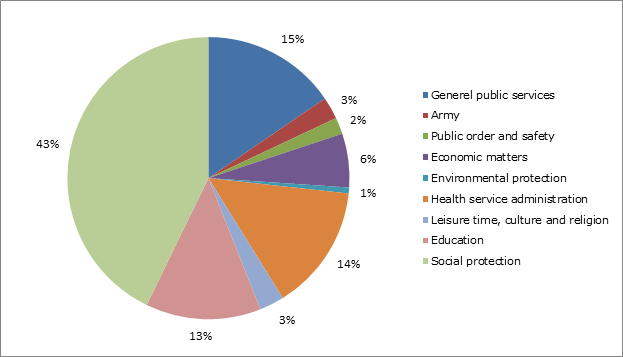 15%
3%
2%
6%
1%
14%
3%
13%
43%
Generel public services
Army
Public order and safety
Economic matters
Environmental protection
Health service administration
Leisure time, culture and religion
Education
Social protection